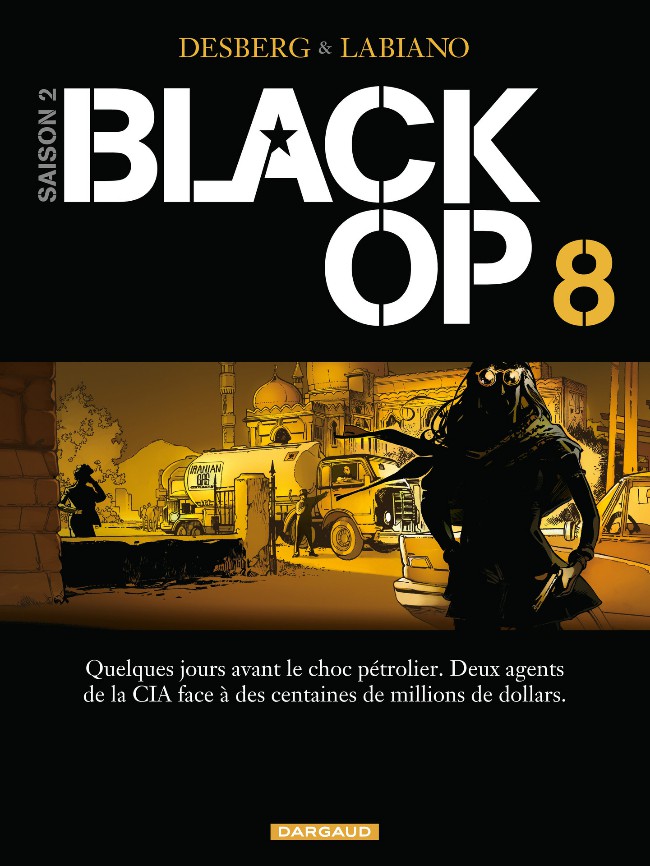 DESBERG & LABIANO
SAISON 2
BLACK
OP 8
IRANIAN
GAS
Quelques jours avant le choc pétrolier. Deux agents
de la CIA face à des centaines de millions de dollars.
DARGAUD